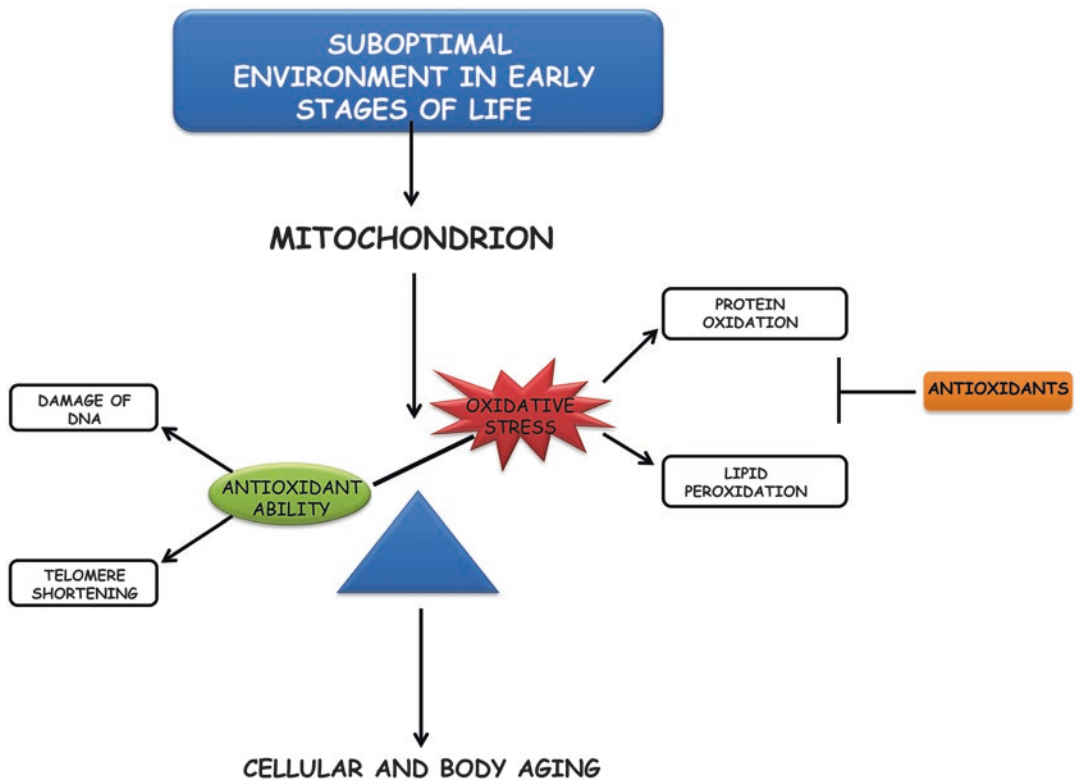 SUBOPTIMAL
ENVIRONMENT IN EARLY
STAGES OF LIFE
MITOCHONDRION
PROTEIN
OXIDATION
ANTIOXIDANTS
OXIDATIVE
STRESS
DAMAGE OF
DNA
LIPID
PEROXIDATION
ANTIOXIDANT
ABILITY
TELOMERE
SHORTENING
CELLULAR AND BODY AGING